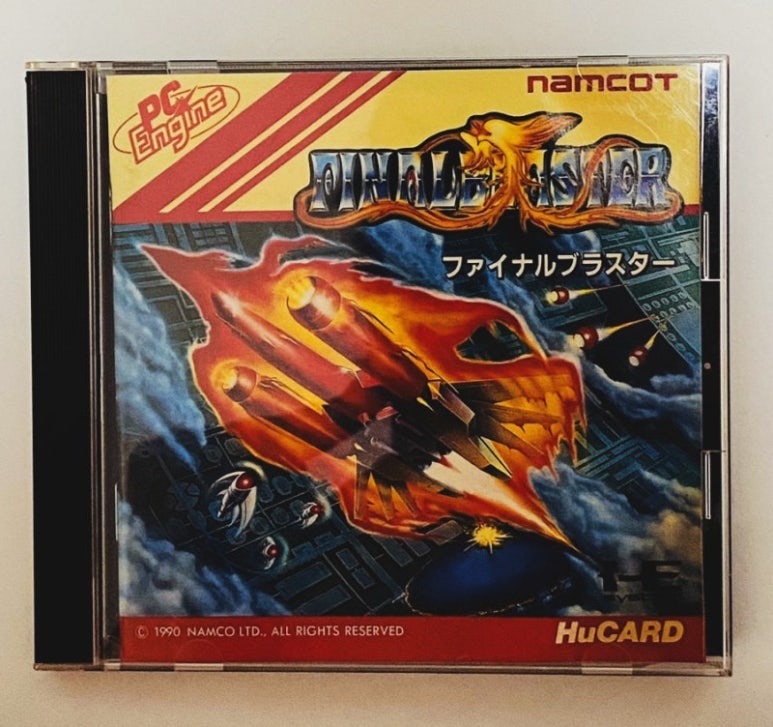 PC Engine
namcoT
FINAL BLASTER
ファイナルブラスター
HE
© 1990 NAMCO LTD., ALL RIGHTS RESERVED
HuCARD